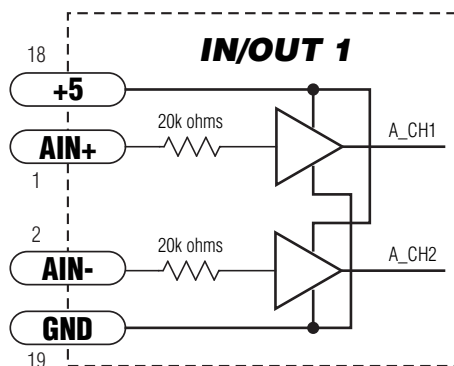 IN/OUT 1
18
+5
20k ohms
A_CH1
AIN+
1
2
20k ohms
A_CH2
AIN-
GND
19